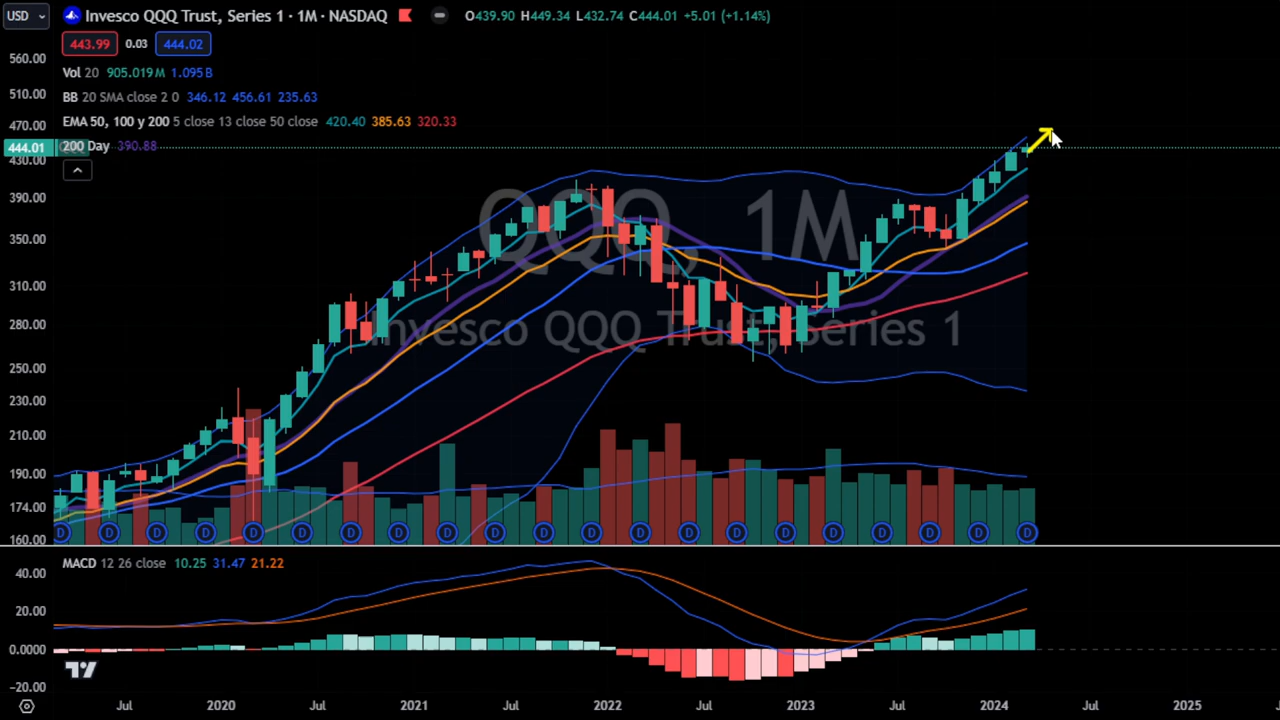 USD Invesco QQQ Trust, Series 1 · 1M · NASDAQ O439.90 H449.34 L432.74 C444.01 +5.01 (+1.14%)
443.99 0.03 444.02
560.00
Vol 20 905.019M 1.095B
510.00
BB 20 SMA close 2 0 346.12 456.61 235.63
EMA 50, 100 y 200 5 close 13 close 50 close 420.40 385.63 320.33
470.00
444.01 200 Day 390.88
430.00
390.00
QQQ, 1M
350.00
310.00
280.00
Invesco QQQ Trust, Series 1
250.00
230.00
210.00
190.00
174.00
D D D D D D D D D D D D D D D D D D D D D
160.00
MACD 12 26 close 10.25 31.47 21.22
40.00
20.00
0.0000
−20.00
Jul 2020 Jul 2021 Jul 2022 Jul 2023 Jul 2024 Jul 2025